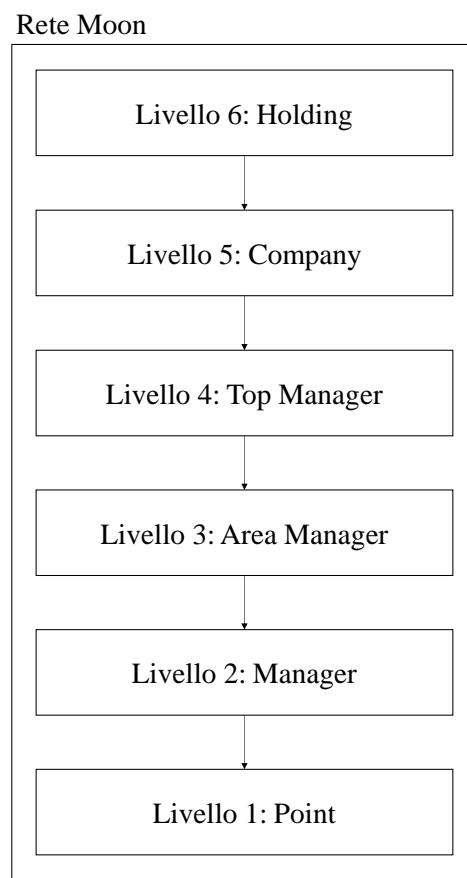 Rete Moon
Livello 6: Holding
Livello 5: Company
Livello 4: Top Manager
Livello 3: Area Manager
Livello 2: Manager
Livello 1: Point